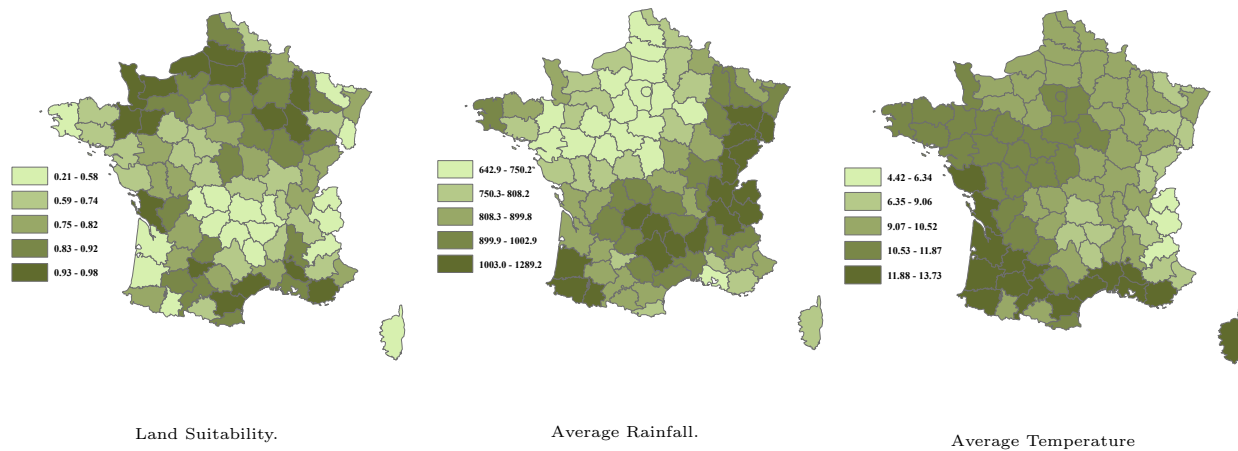 0.21 - 0.58
0.59 - 0.74
0.75 - 0.82
0.83 - 0.92
0.93 - 0.98
Land Suitability.
642.9 - 750.2
750.3- 808.2
808.3 - 899.8
899.9 - 1002.9
1003.0 - 1289.2
Average Rainfall.
4.42 - 6.34
6.35 - 9.06
9.07 - 10.52
10.53 - 11.87
11.88 - 13.73
Average Temperature